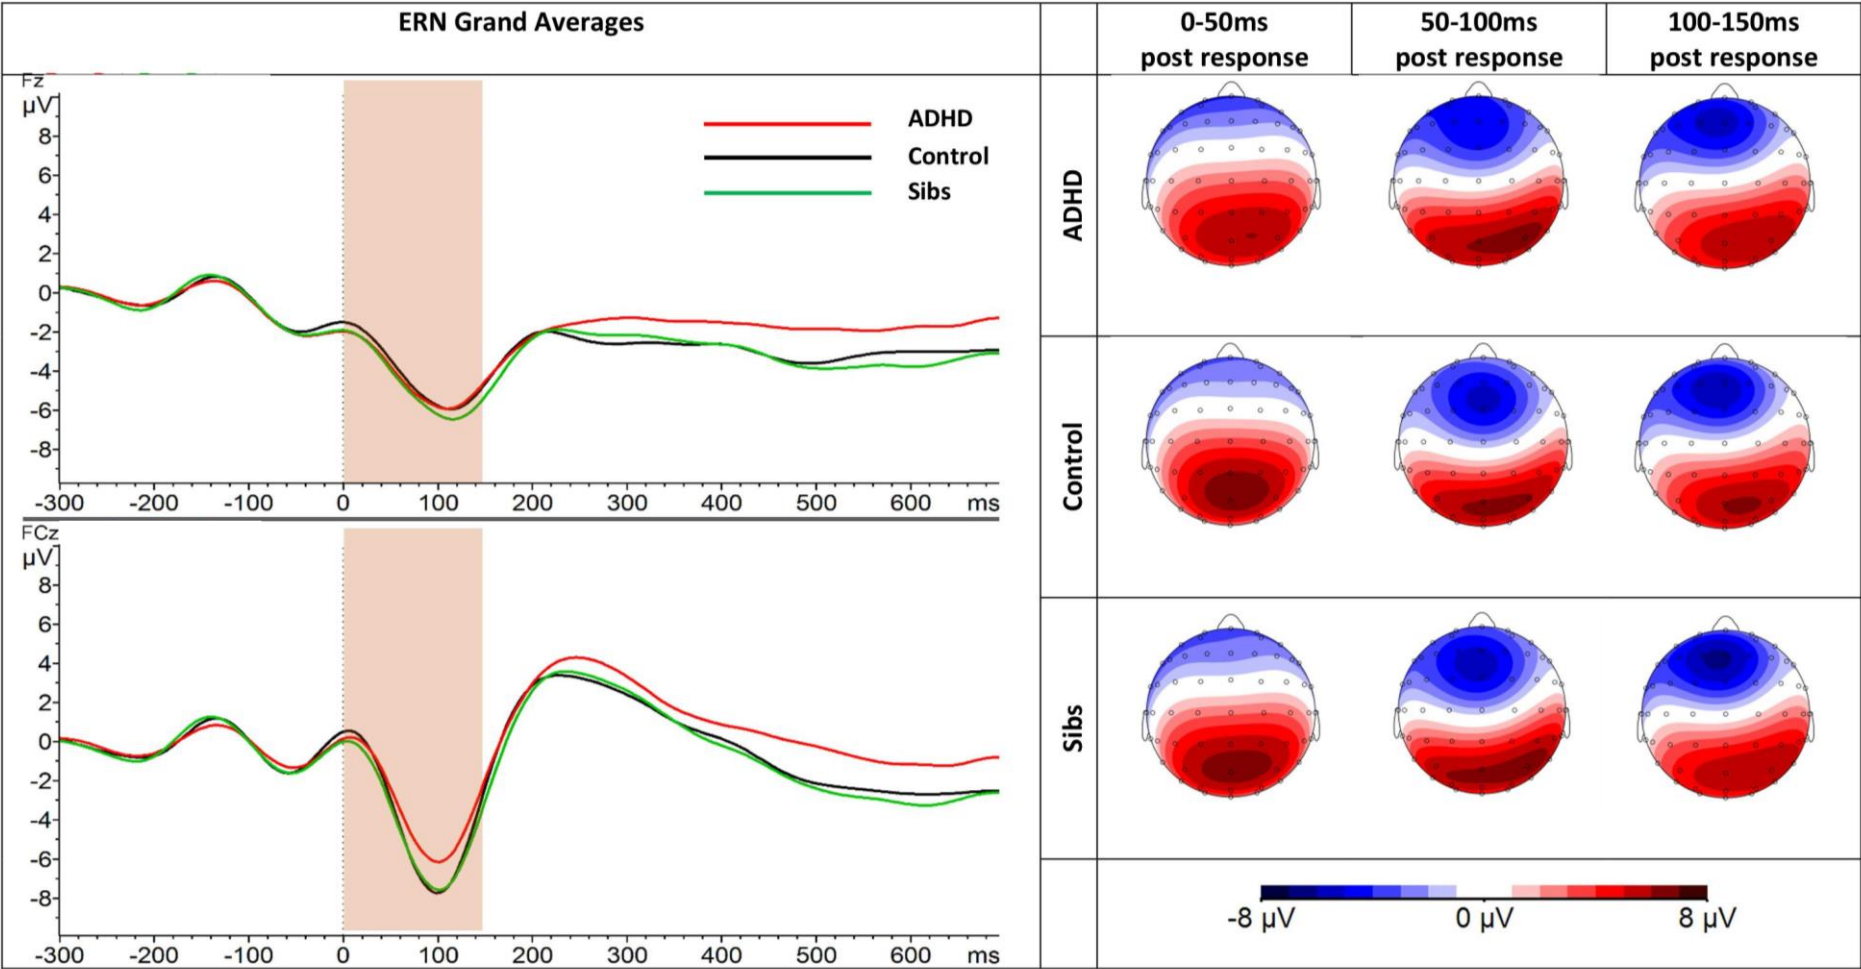 ERN Grand Averages
0-50ms
post response
50-100ms
post response
100-150ms
post response
Fz
µV
8
6
4
2
0
-2
-4
-6
-8
-300 -200 -100 0 100 200 300 400 500 600 ms
ADHD
Control
Sibs
FCz
µV
8
6
4
2
0
-2
-4
-6
-8
-300 -200 -100 0 100 200 300 400 500 600 ms
ADHD
Control
Sibs
-8 µV 0 µV 8 µV